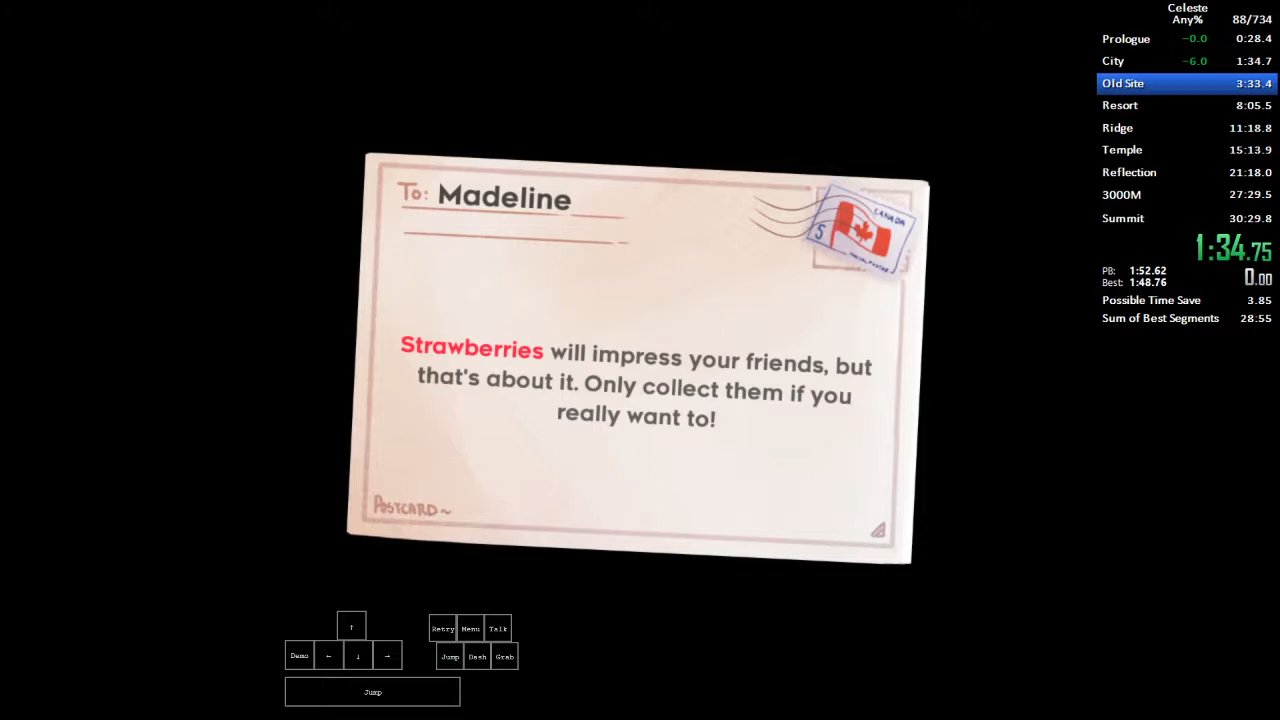 Celeste
Any% 88/734
Prologue −0.0 0:28.4
City −6.0 1:34.7
Old Site 3:33.4
Resort 8:05.5
Ridge 11:18.8
Temple 15:13.9
Reflection 21:18.0
3000M 27:29.5
Summit 30:29.8
1:34.75
PB: 1:52.62
Best: 1:48.76
0.00
Possible Time Save 3.85
Sum of Best Segments 28:55
To: Madeline
CANADA
5
Strawberries will impress your friends, but
that's about it. Only collect them if you
really want to!
POSTCARD~
↑
Retry Menu Talk
Demo ← ↓ → Jump Dash Grab
Jump